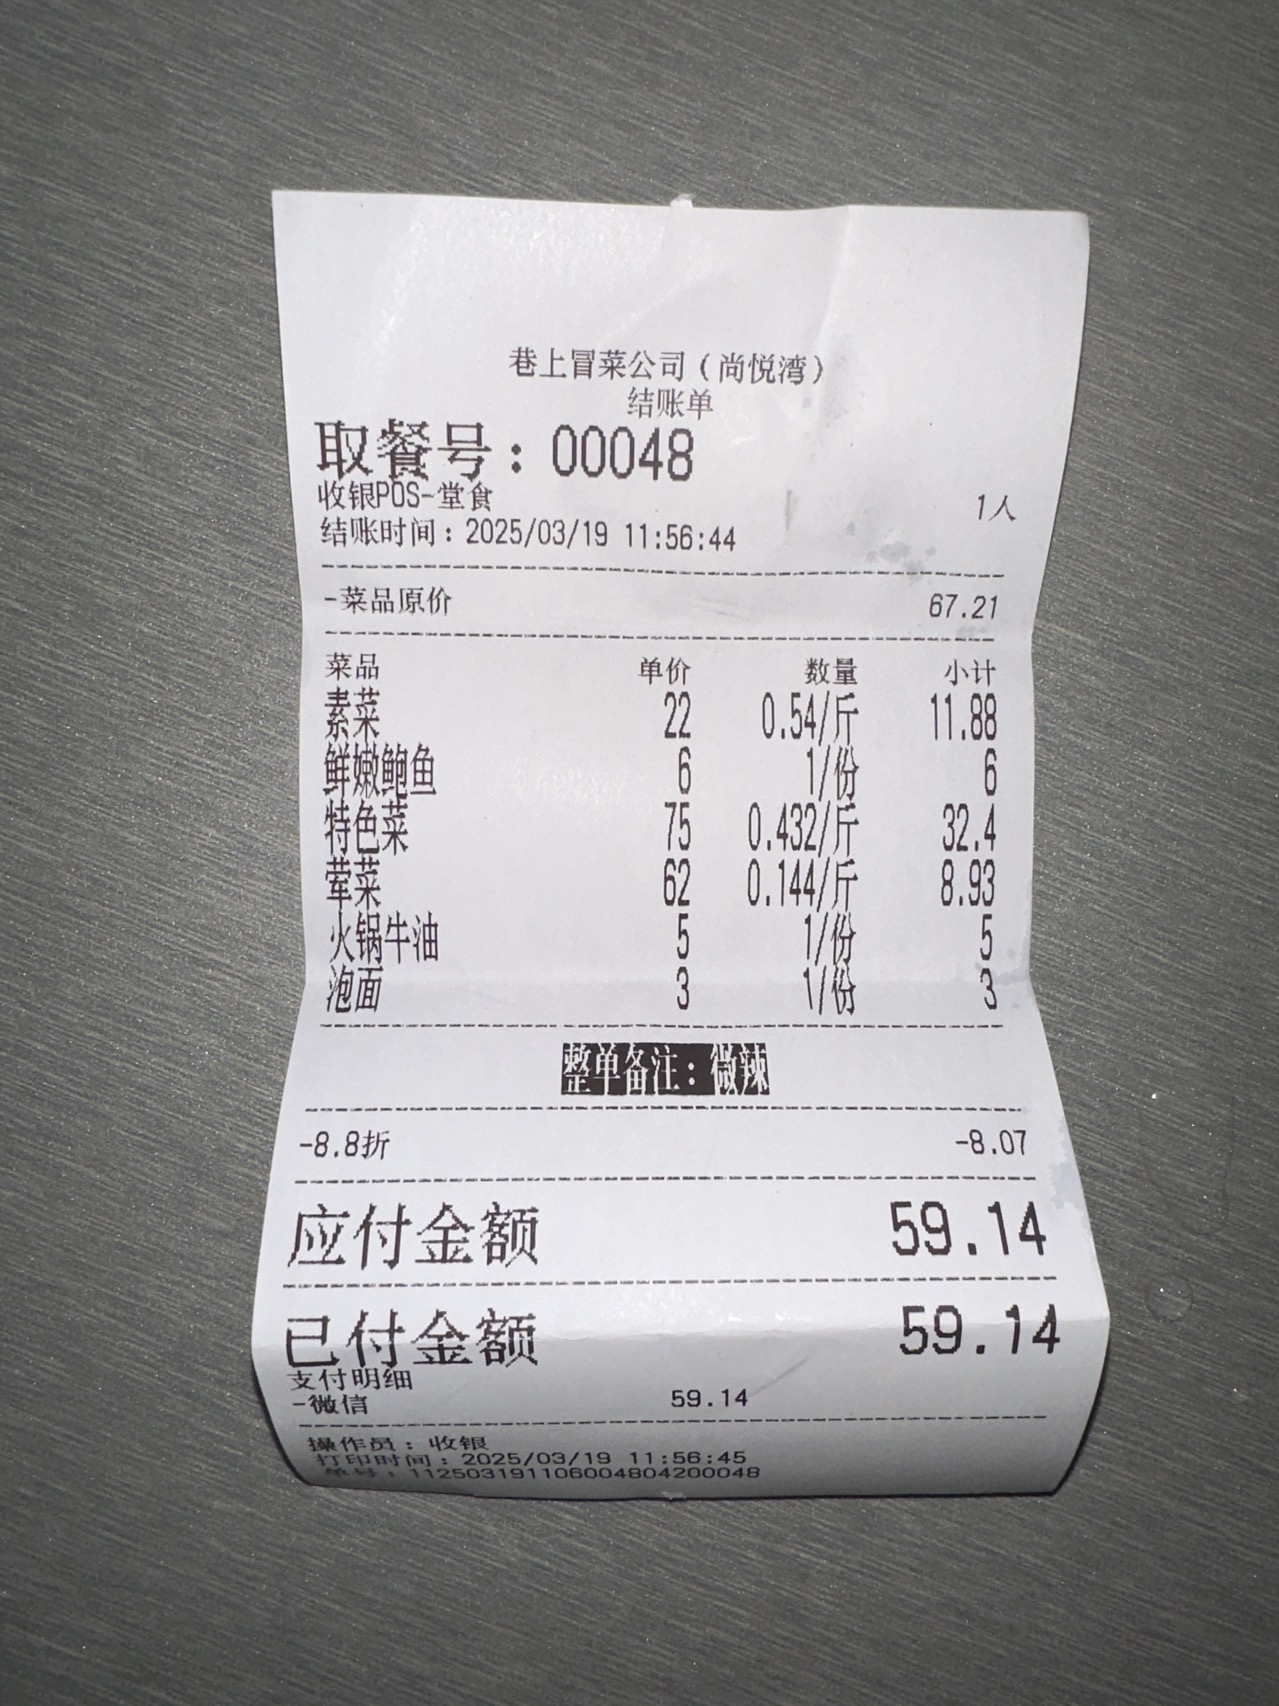 巷上冒菜公司（尚悦湾）
结账单
取餐号：00048
收银POS-堂食 1人
结账时间：2025/03/19 11:56:44
-菜品原价 67.21
菜品 单价 数量 小计
素菜 22 0.54/斤 11.88
鲜嫩鲍鱼 6 1/份 6
特色菜 75 0.432/斤 32.4
荤菜 62 0.144/斤 8.93
火锅牛油 5 1/份 5
泡面 3 1/份 3
整单备注：微辣
-8.8折 -8.07
应付金额 59.14
已付金额 59.14
支付明细
-微信 59.14
操作员：收银
打印时间：2025/03/19 11:56:45
单号：112503191106004804200048